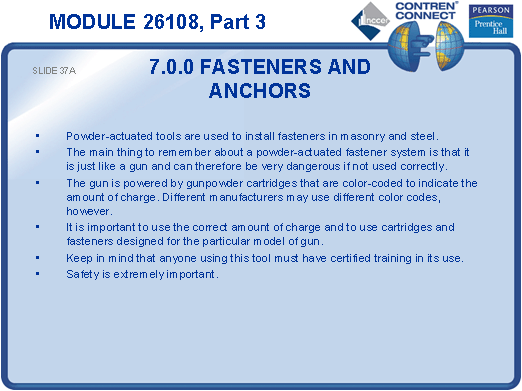 MODULE 26108, Part 3
nccer
CONTREN®
CONNECT
PEARSON
Prentice
Hall
SLIDE 37A
7.0.0 FASTENERS AND
ANCHORS
• Powder-actuated tools are used to install fasteners in masonry and steel.
• The main thing to remember about a powder-actuated fastener system is that it
is just like a gun and can therefore be very dangerous if not used correctly.
• The gun is powered by gunpowder cartridges that are color-coded to indicate the
amount of charge. Different manufacturers may use different color codes,
however.
• It is important to use the correct amount of charge and to use cartridges and
fasteners designed for the particular model of gun.
• Keep in mind that anyone using this tool must have certified training in its use.
• Safety is extremely important.